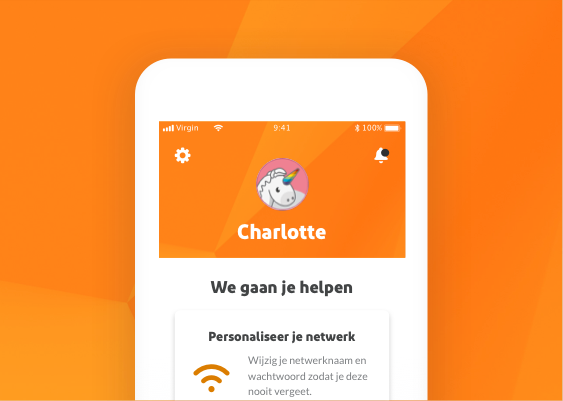 Virgin 9:41 100%
Charlotte
We gaan je helpen
Personaliseer je netwerk
Wijzig je netwerknaam en
wachtwoord zodat je deze
nooit vergeet.